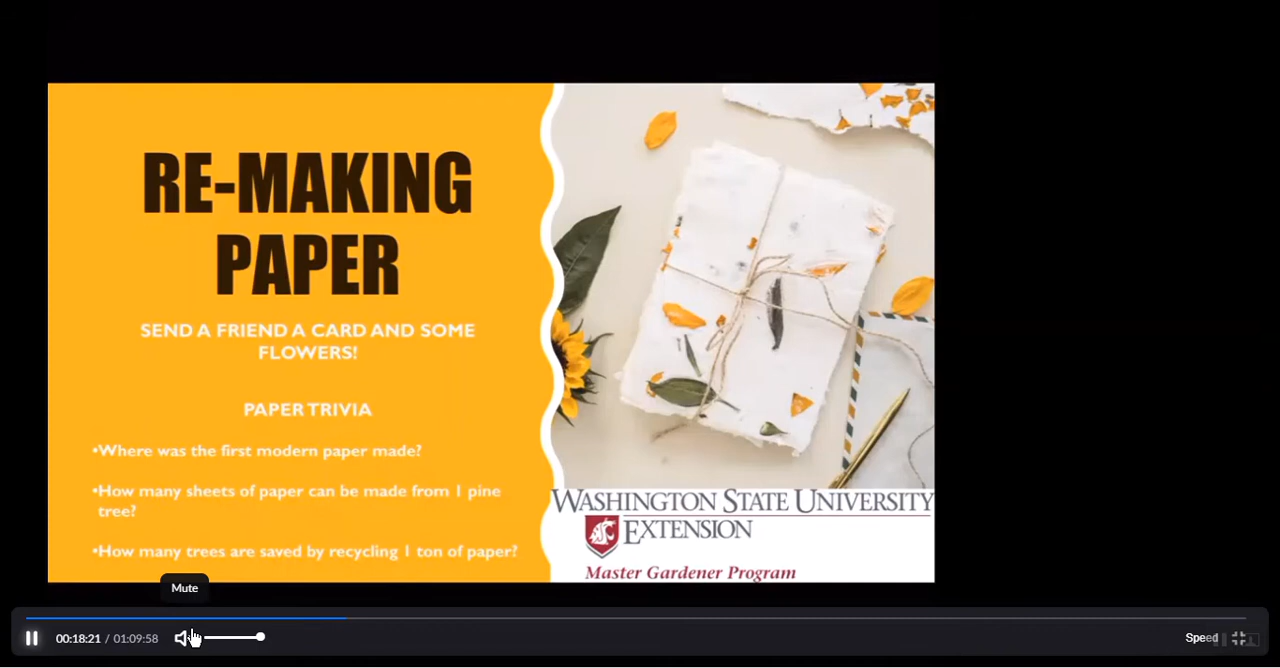 RE-MAKING
PAPER
SEND A FRIEND A CARD AND SOME
FLOWERS!
PAPER TRIVIA
•Where was the first modern paper made?
•How many sheets of paper can be made from 1 pine
tree?
•How many trees are saved by recycling 1 ton of paper?
WASHINGTON STATE UNIVERSITY
EXTENSION
Master Gardener Program
Mute
00:18:21 / 01:09:58
Speed